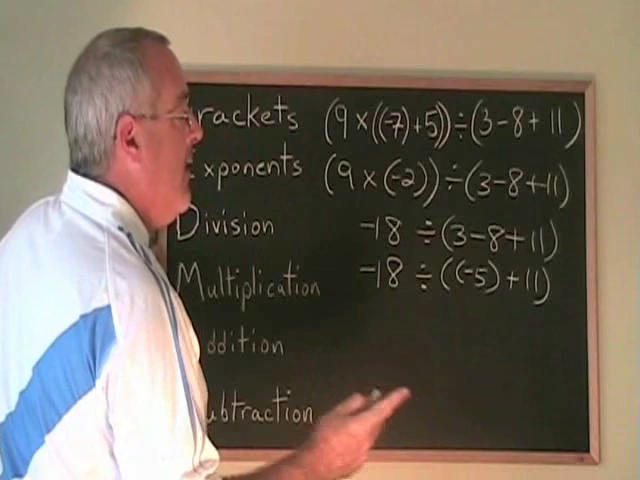 rackets (9 × ((-7) + 5)) ÷ (3 - 8 + 11)
xponents (9 × (-2)) ÷ (3 - 8 + 11)
Division -18 ÷ (3 - 8 + 11)
Multiplication -18 ÷ ((-5) + 11)
ddition
ubtraction